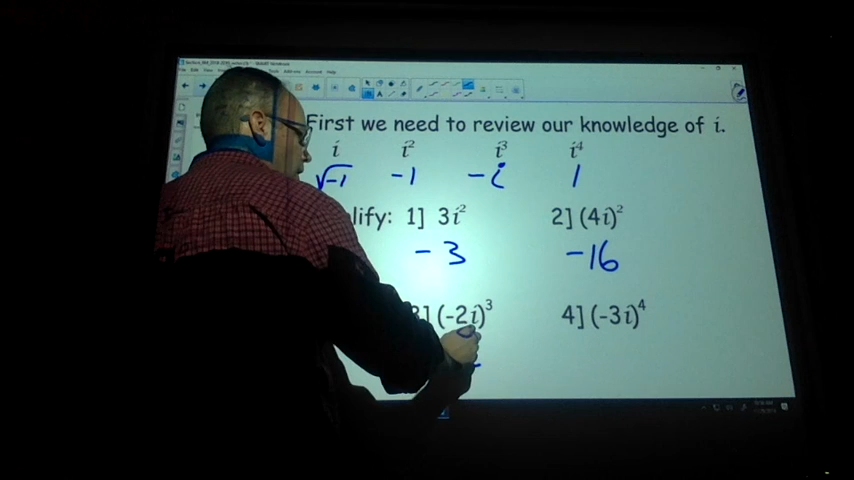 First we need to review our knowledge of i.
i i² i³ i⁴
√-1 -1 -i 1
lify: 1] 3i² 2] (4i)²
-3 -16
3] (-2i)³ 4] (-3i)⁴